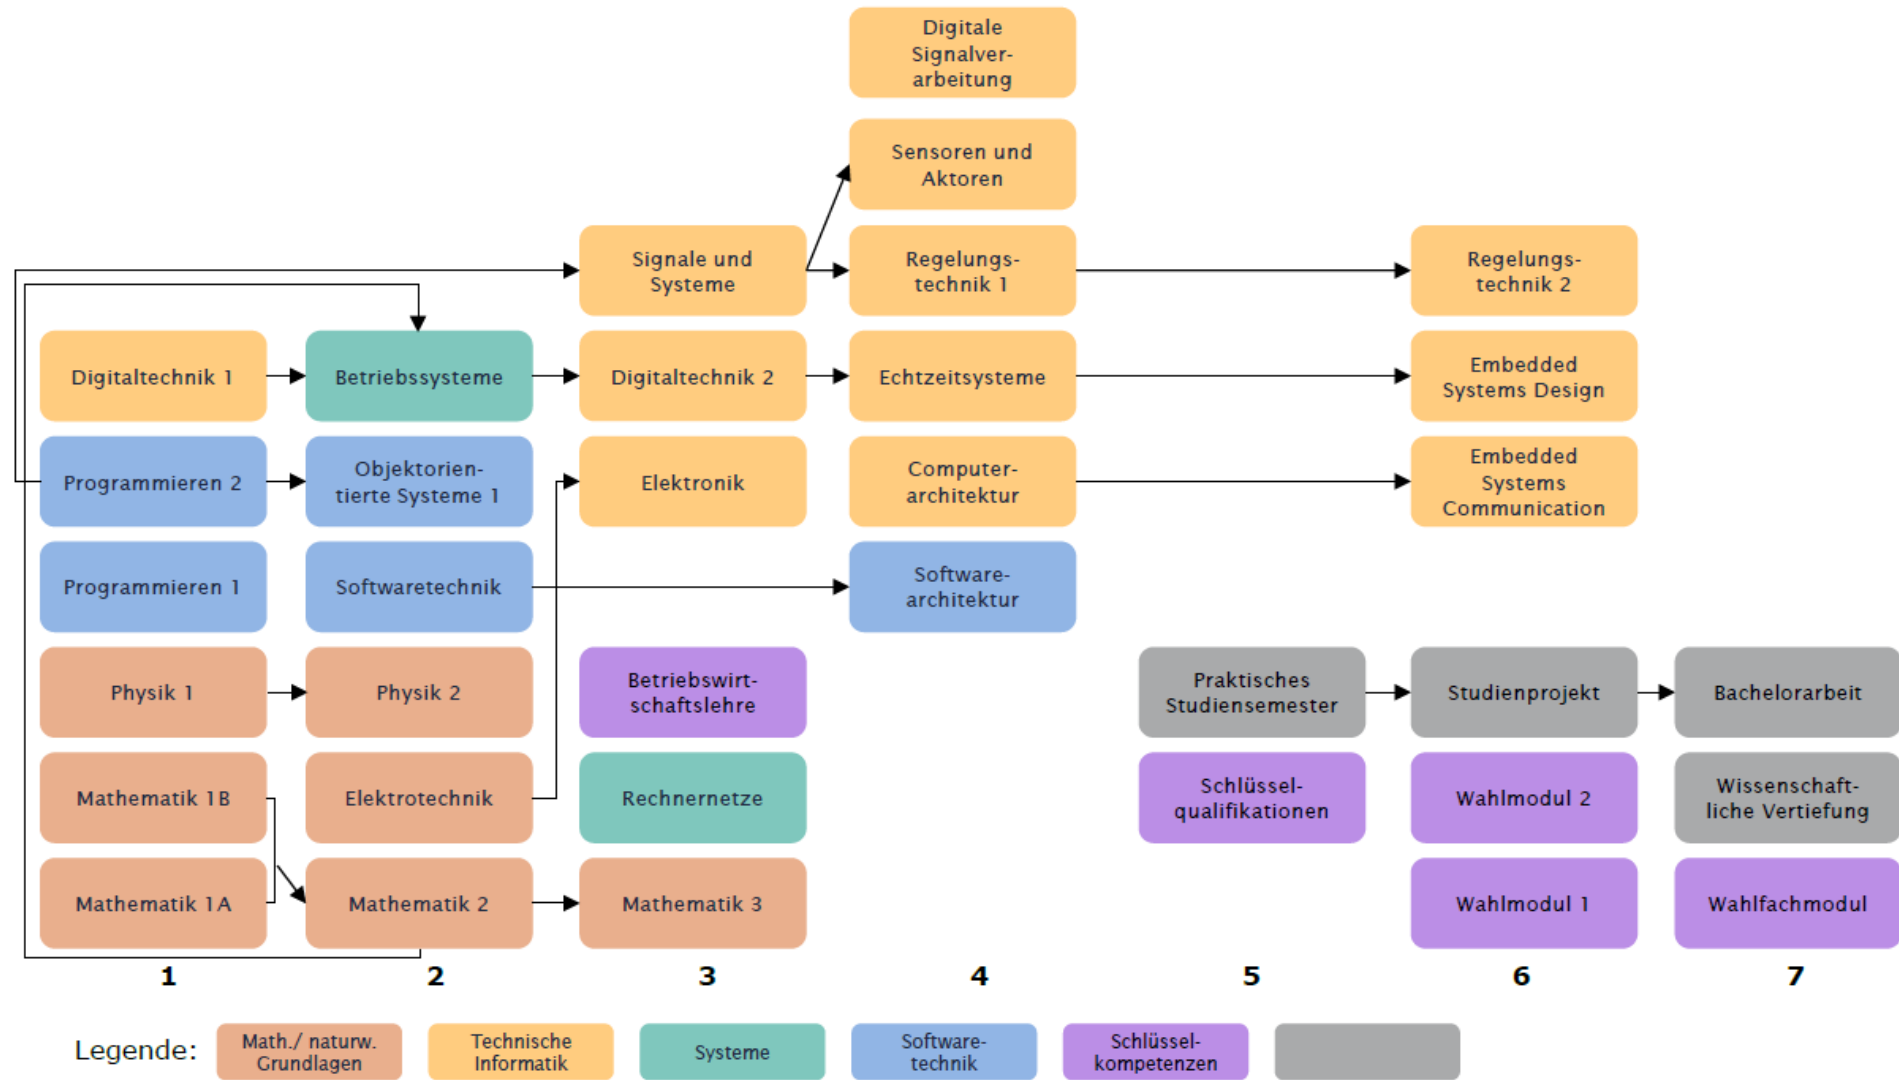 Digitale
Signalver-
arbeitung
Sensoren und
Aktoren
Signale und
Systeme
Regelungs-
technik 1
Regelungs-
technik 2
Digitaltechnik 1
Betriebssysteme
Digitaltechnik 2
Echtzeitsysteme
Embedded
Systems Design
Programmieren 2
Objektorien-
tierte Systeme 1
Elektronik
Computer-
architektur
Embedded
Systems
Communication
Programmieren 1
Softwaretechnik
Software-
architektur
Physik 1
Physik 2
Betriebswirt-
schaftslehre
Praktisches
Studiensemester
Studienprojekt
Bachelorarbeit
Mathematik 1B
Elektrotechnik
Rechnernetze
Schlüssel-
qualifikationen
Wahlmodul 2
Wissenschaft-
liche Vertiefung
Mathematik 1A
Mathematik 2
Mathematik 3
Wahlmodul 1
Wahlfachmodul
1
2
3
4
5
6
7
Legende:
Math./ naturw.
Grundlagen
Technische
Informatik
Systeme
Software-
technik
Schlüssel-
kompetenzen